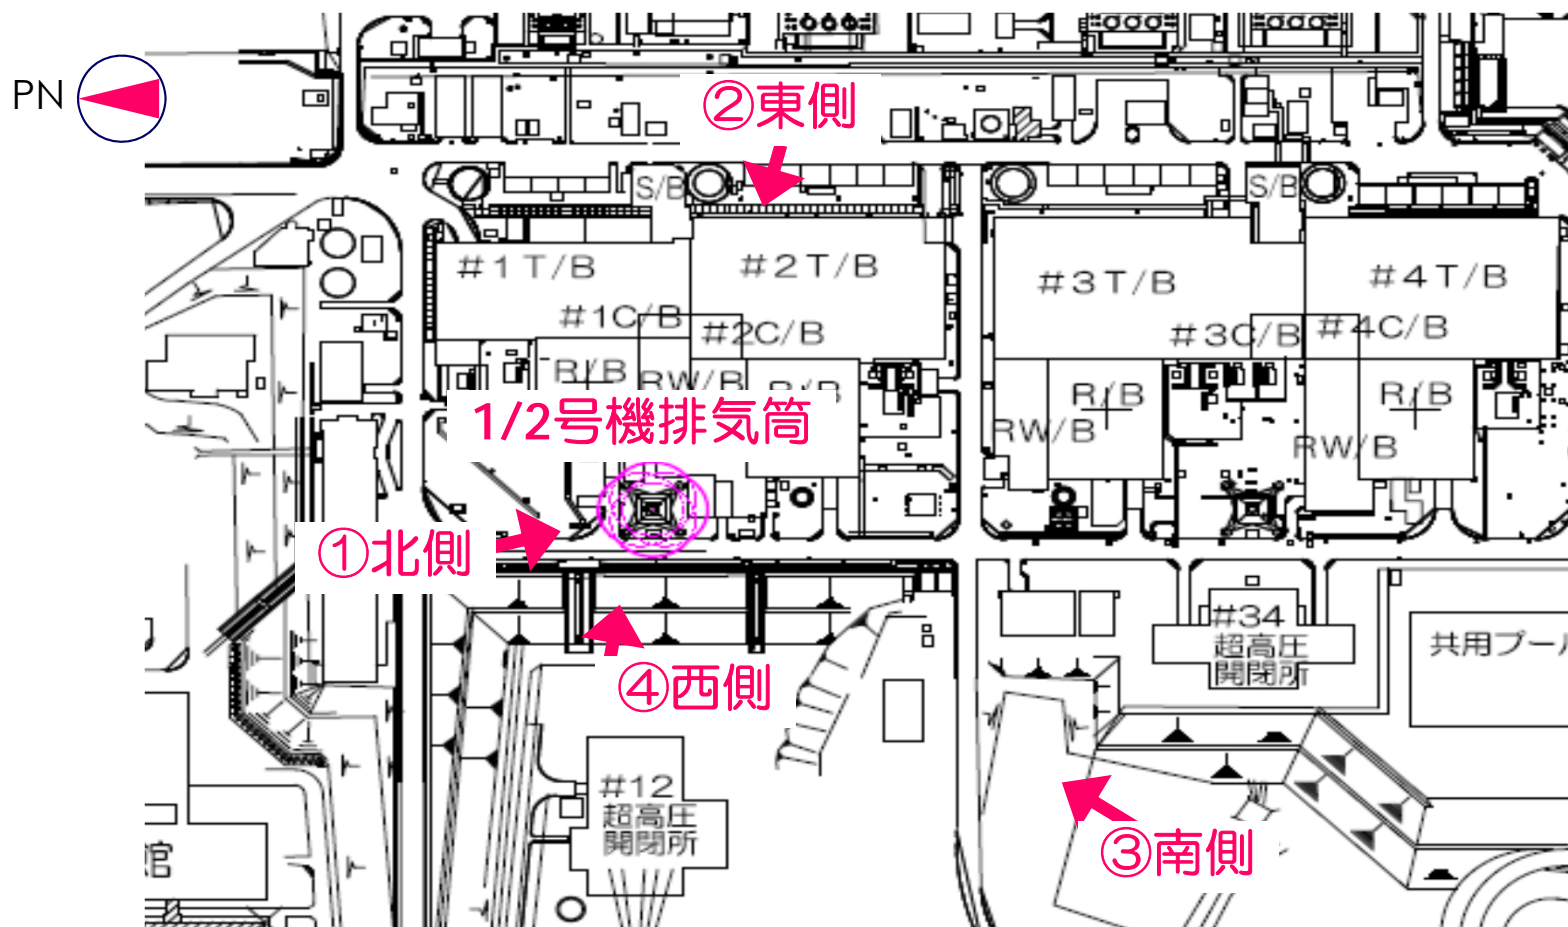 PN
②東側
S/B
S/B
#1T/B
#2T/B
#3T/B
#4T/B
#1C/B
#2C/B
#3C/B
#4C/B
R/B
RW/B
R/B
R/B
R/B
1/2号機排気筒
RW/B
RW/B
①北側
#34
超高圧
開閉所
共用プール
④西側
#12
超高圧
開閉所
③南側
館